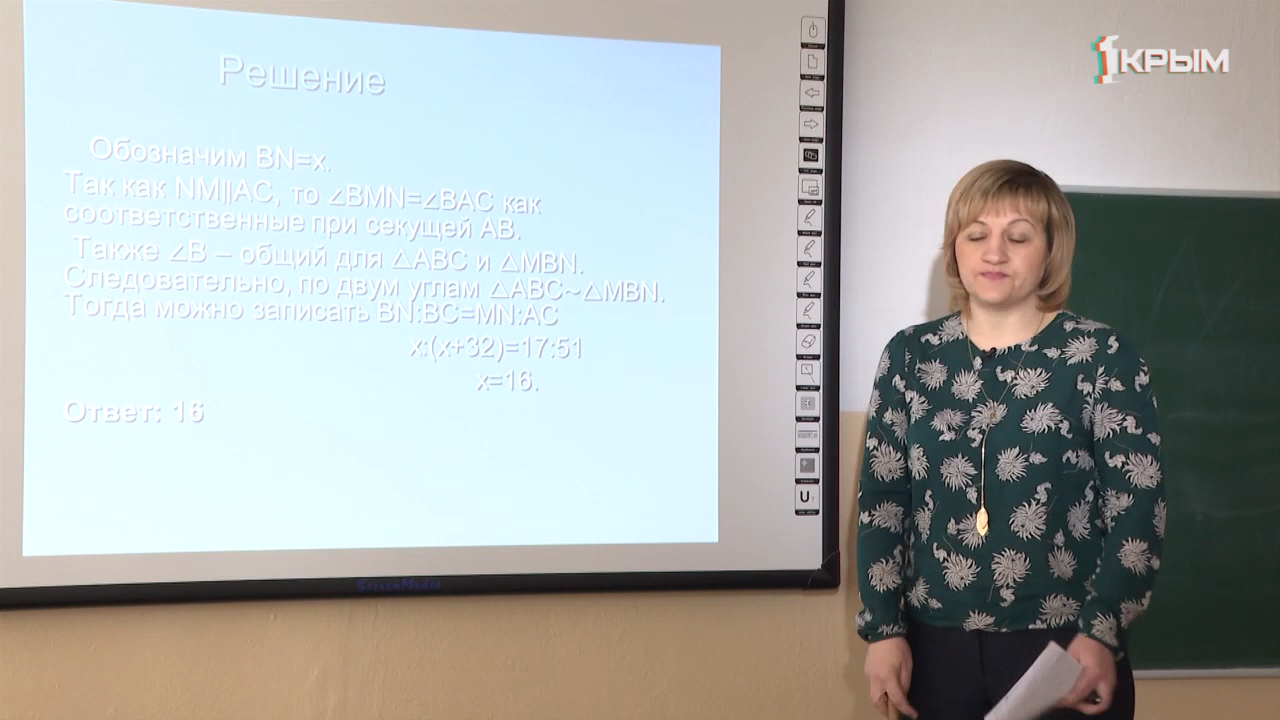 1КРЫМ
Решение
Обозначим BN=x.
Так как NM||AC, то ∠BMN=∠BAC как
соответственные при секущей AB.
Также ∠B – общий для △ABC и △MBN.
Следовательно, по двум углам △ABC~△MBN.
Тогда можно записать BN:BC=MN:AC
x:(x+32)=17:51
x=16.
Ответ: 16